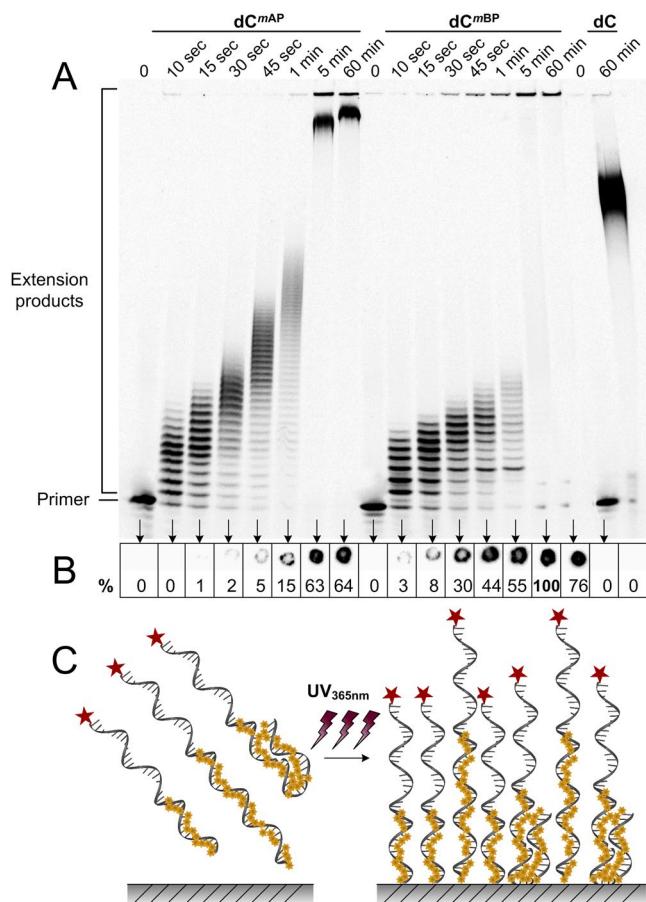 dC^mAP dC^mBP dC
0 10 sec 15 sec 30 sec 45 sec 1 min 5 min 60 min 0 10 sec 15 sec 30 sec 45 sec 1 min 5 min 60 min 0 60 min
A
Extension
products
Primer
B
% 0 0 1 2 5 15 63 64 0 3 8 30 44 55 100 76 0 0
C
UV365nm